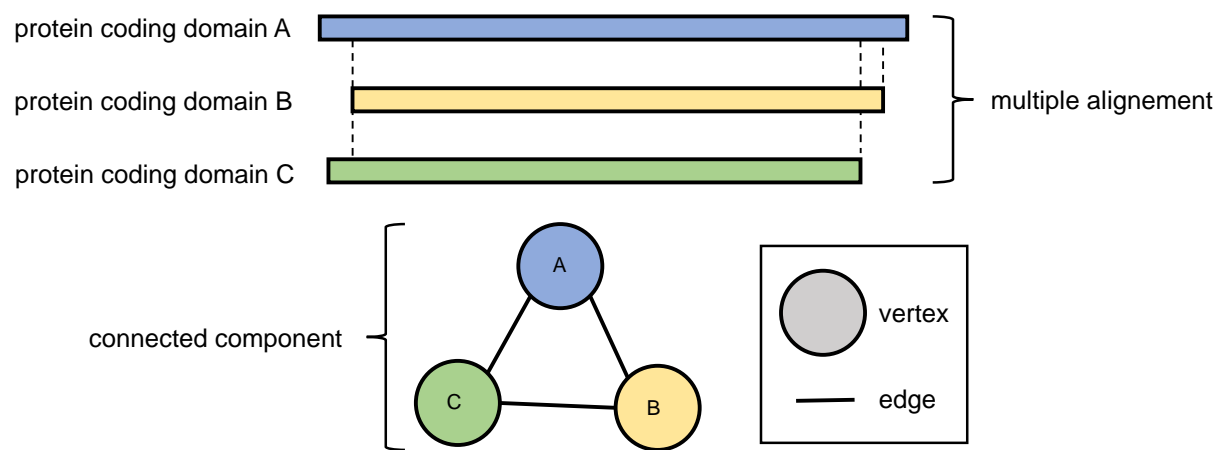 protein coding domain A
protein coding domain B
multiple alignement
protein coding domain C
A
vertex
connected component
C
B
edge